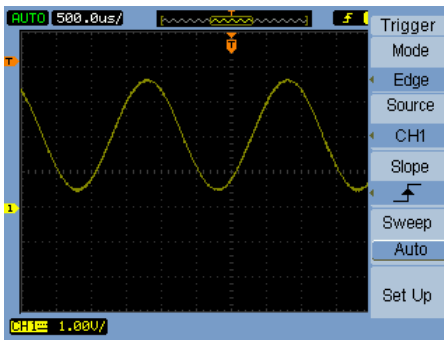 AUTO 500.0us/
T
T
1
CH1 1.00V/
Trigger
Mode
Edge
Source
CH1
Slope
Sweep
Auto
Set Up